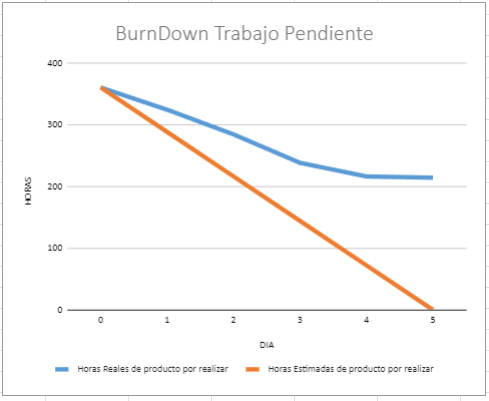 BurnDown Trabajo Pendiente
400
300
200
100
0
HORAS
0 1 2 3 4 5
DIA
Horas Reales de producto por realizar
Horas Estimadas de producto por realizar